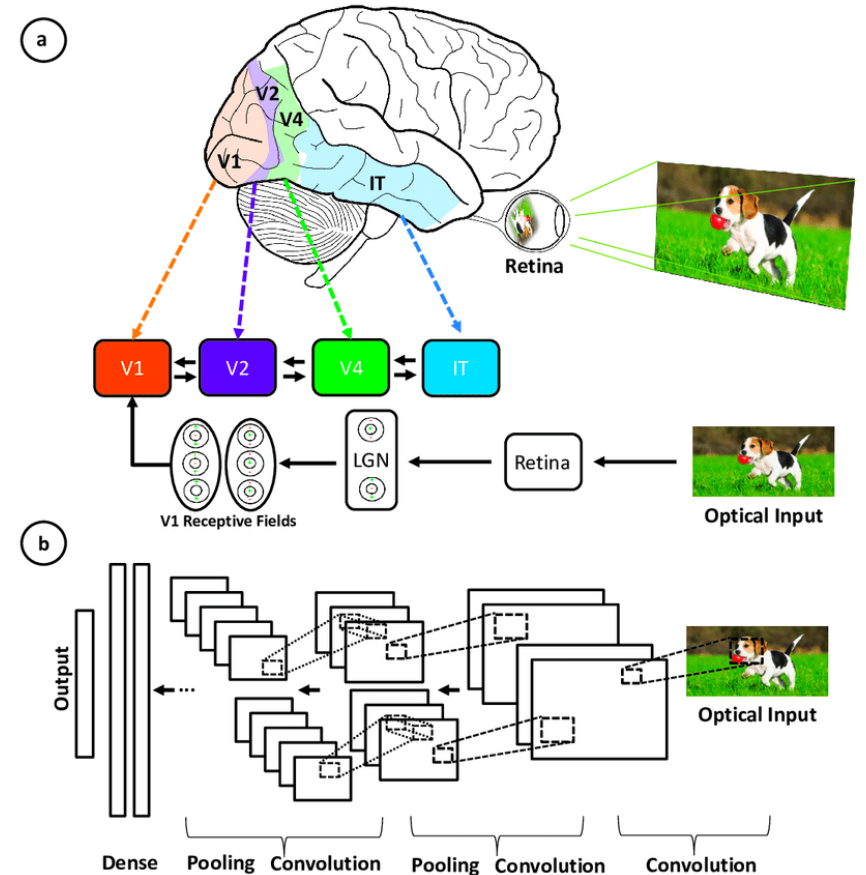 a
V2
V4
V1
IT
Retina
V1
V2
V4
IT
LGN
Retina
V1 Receptive Fields
Optical Input
b
Output
...
Optical Input
Dense
Pooling
Convolution
Pooling
Convolution
Convolution